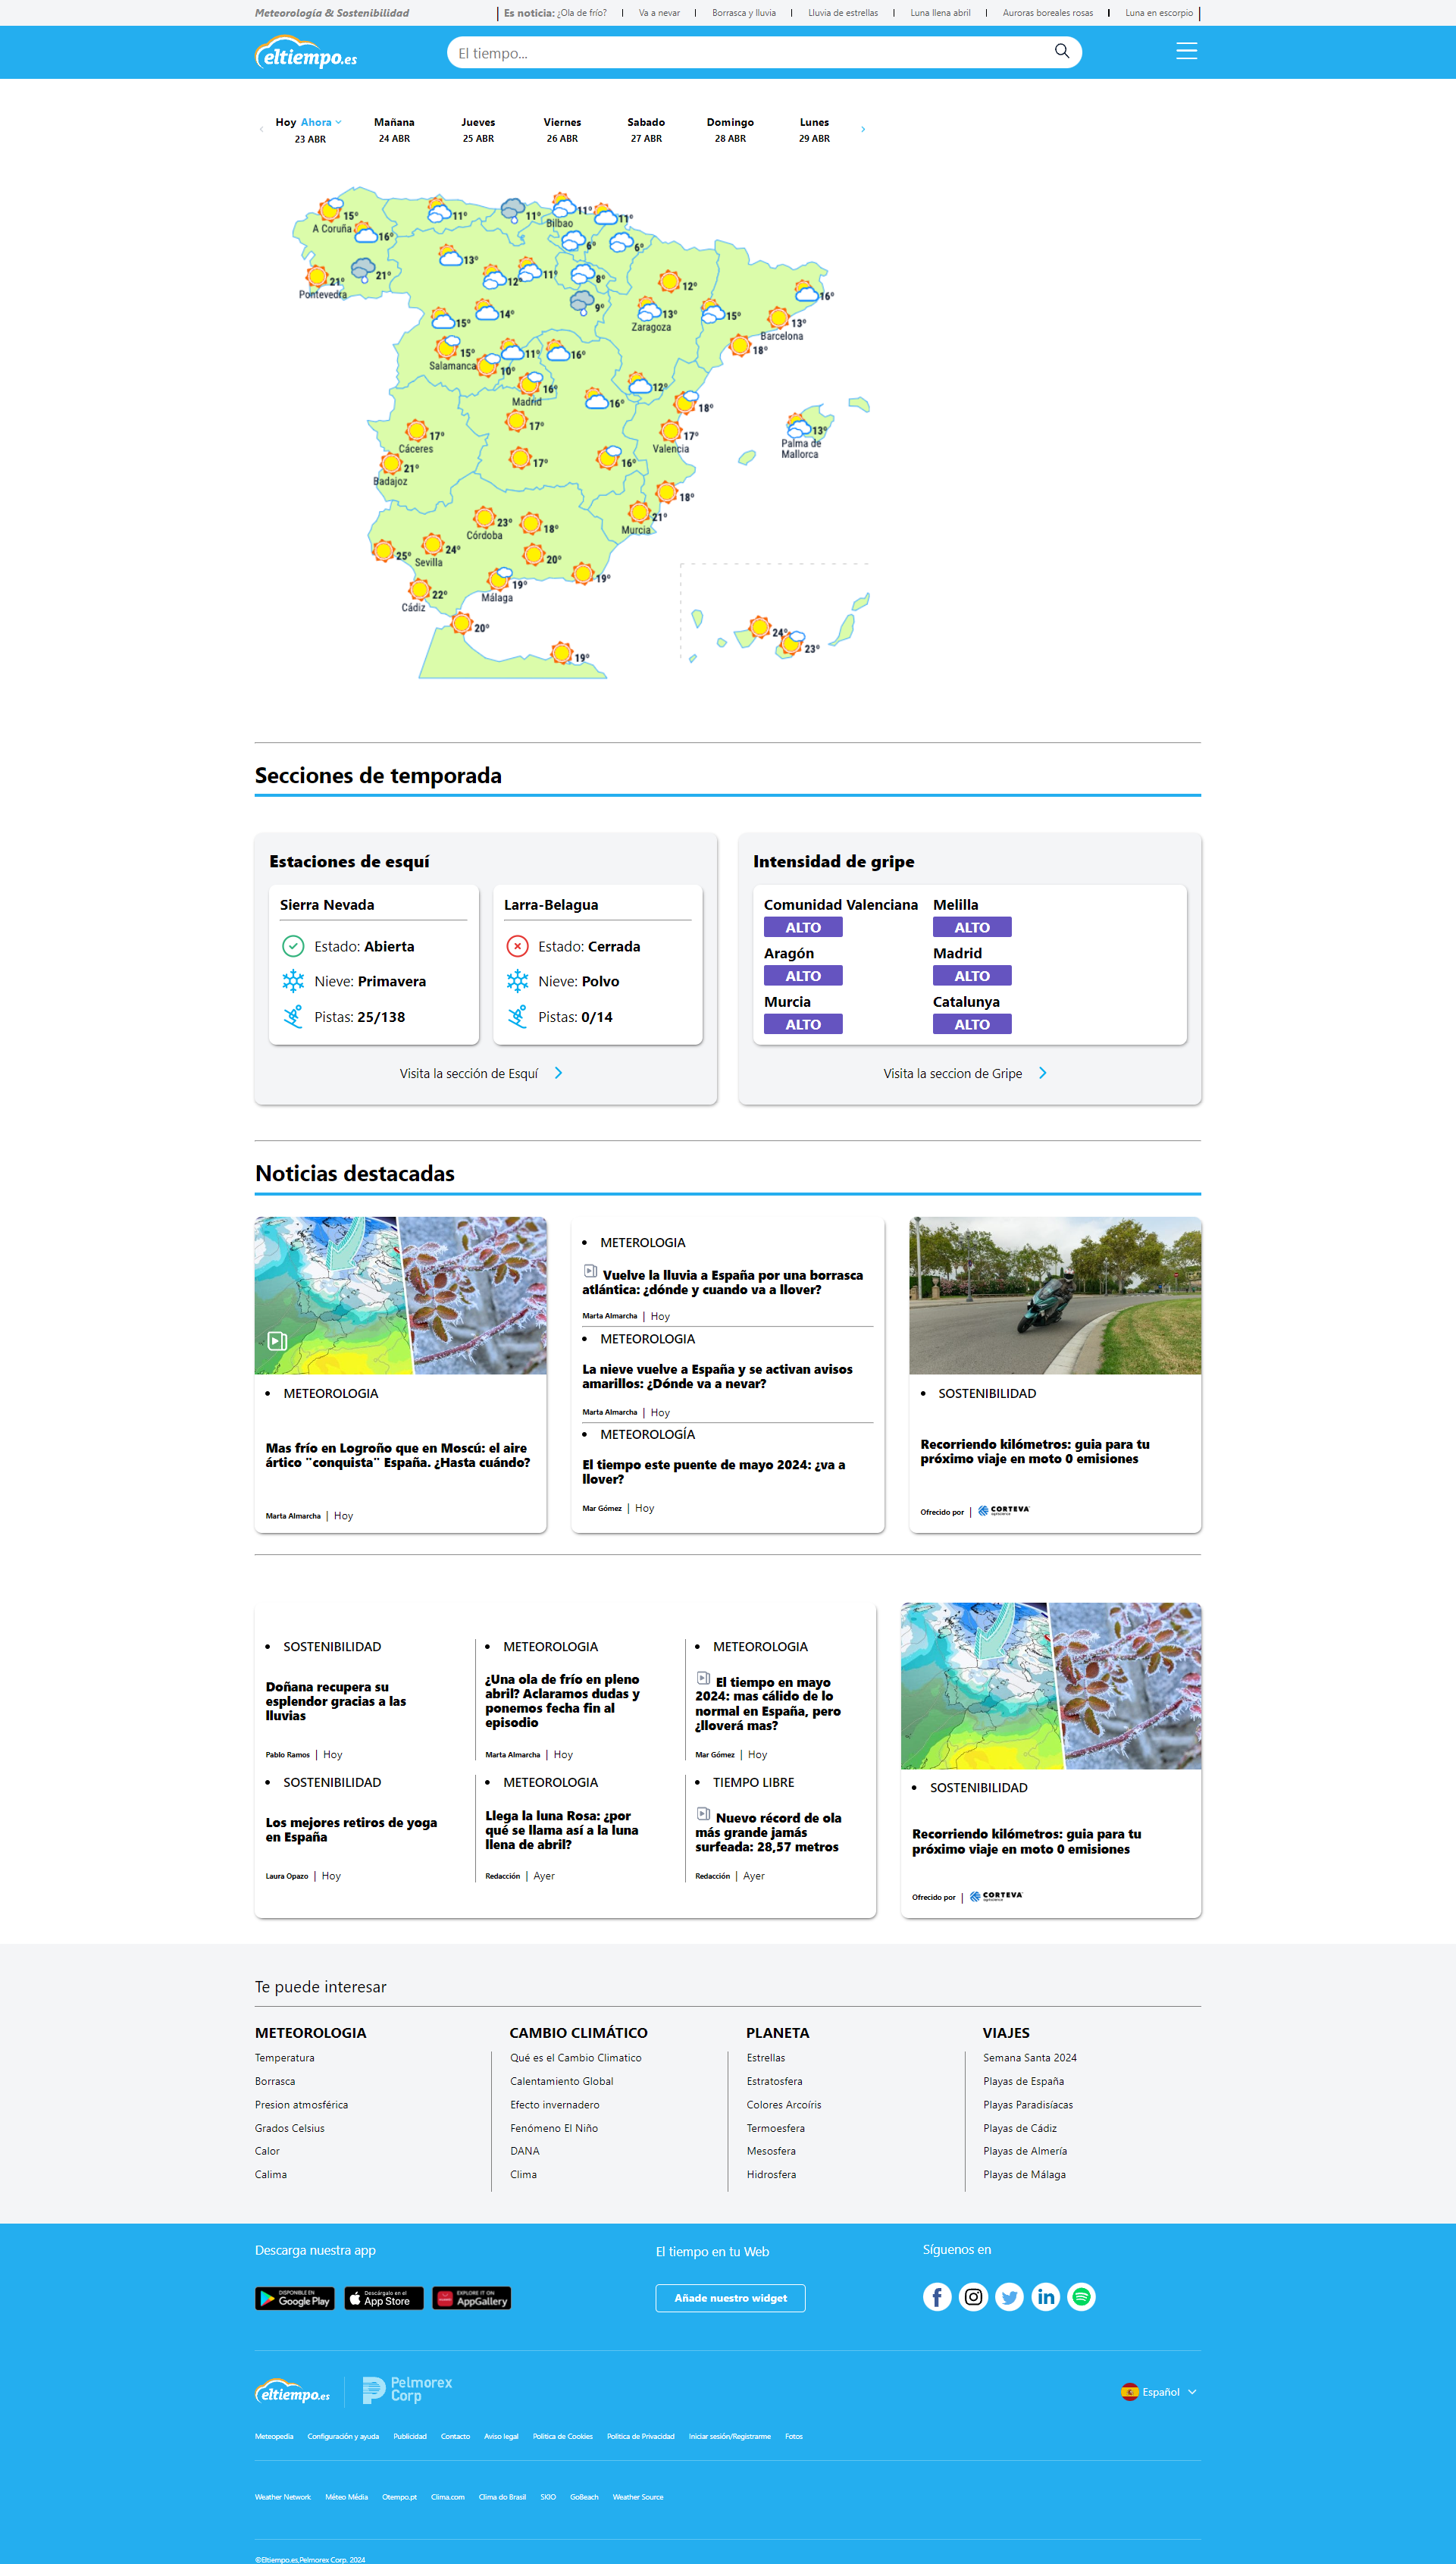 Meteorología & Sostenibilidad
Es noticia: ¿Ola de frío? Va a nevar Borrasca y lluvia Lluvia de estrellas Luna llena abril Auroras boreales rosas Luna en escorpio
eltiempo.es
El tiempo...
Hoy Ahora Mañana Jueves Viernes Sabado Domingo Lunes
23 ABR 24 ABR 25 ABR 26 ABR 27 ABR 28 ABR 29 ABR
15° 11° 11° 11° 11°
A Coruña Bilbao
16° 6° 6°
13° 12° 11° 8° 12°
21° 21° 16°
Pontevedra
15° 14° 9° 13° 15° 13°
Zaragoza Barcelona
15° 10° 11° 16° 18°
Salamanca
16° 16° 12° 18°
Madrid
17° 17° 17° 13°
Cáceres Valencia Palma de
Mallorca
21° 17° 16°
Badajoz
18°
23° 18° 21°
Córdoba Murcia
25° 24° 20°
Sevilla
22° 19° 19°
Cádiz Málaga
20° 24° 23°
19°
Secciones de temporada
Estaciones de esquí
Sierra Nevada
Estado: Abierta
Nieve: Primavera
Pistas: 25/138
Larra-Belagua
Estado: Cerrada
Nieve: Polvo
Pistas: 0/14
Visita la sección de Esquí
Intensidad de gripe
Comunidad Valenciana Melilla
ALTO ALTO
Aragón Madrid
ALTO ALTO
Murcia Catalunya
ALTO ALTO
Visita la seccion de Gripe
Noticias destacadas
METEOROLOGIA
Mas frío en Logroño que en Moscú: el aire
ártico ¨conquista¨ España. ¿Hasta cuándo?
Marta Almarcha | Hoy
METEROLOGIA
Vuelve la lluvia a España por una borrasca
atlántica: ¿dónde y cuando va a llover?
Marta Almarcha | Hoy
METEOROLOGIA
La nieve vuelve a España y se activan avisos
amarillos: ¿Dónde va a nevar?
Marta Almarcha | Hoy
METEOROLOGÍA
El tiempo este puente de mayo 2024: ¿va a
llover?
Mar Gómez | Hoy
SOSTENIBILIDAD
Recorriendo kilómetros: guia para tu
próximo viaje en moto 0 emisiones
Ofrecido por | CORTEVA
SOSTENIBILIDAD
Doñana recupera su
esplendor gracias a las
lluvias
Pablo Ramos | Hoy
METEOROLOGIA
¿Una ola de frío en pleno
abril? Aclaramos dudas y
ponemos fecha fin al
episodio
Marta Almarcha | Hoy
METEOROLOGIA
El tiempo en mayo
2024: mas cálido de lo
normal en España, pero
¿lloverá mas?
Mar Gómez | Hoy
SOSTENIBILIDAD
Los mejores retiros de yoga
en España
Laura Opazo | Hoy
METEOROLOGIA
Llega la luna Rosa: ¿por
qué se llama así a la luna
llena de abril?
Redacción | Ayer
TIEMPO LIBRE
Nuevo récord de ola
más grande jamás
surfeada: 28,57 metros
Redacción | Ayer
SOSTENIBILIDAD
Recorriendo kilómetros: guia para tu
próximo viaje en moto 0 emisiones
Ofrecido por | CORTEVA
Te puede interesar
METEOROLOGIA
Temperatura
Borrasca
Presion atmosférica
Grados Celsius
Calor
Calima
CAMBIO CLIMÁTICO
Qué es el Cambio Climatico
Calentamiento Global
Efecto invernadero
Fenómeno El Niño
DANA
Clima
PLANETA
Estrellas
Estratosfera
Colores Arcoíris
Termoesfera
Mesosfera
Hidrosfera
VIAJES
Semana Santa 2024
Playas de España
Playas Paradisíacas
Playas de Cádiz
Playas de Almería
Playas de Málaga
Descarga nuestra app
DISPONIBLE EN
Google Play
Descárgalo en el
App Store
EXPLORE IT ON
AppGallery
El tiempo en tu Web
Añade nuestro widget
Síguenos en
eltiempo.es
Pelmorex
Corp
Español
Meteopedia Configuración y ayuda Publicidad Contacto Aviso legal Política de Cookies Politica de Privacidad Iniciar sesión/Registrarme Fotos
Weather Network Méteo Média Otempo.pt Clima.com Clima do Brasil SKIO GoBeach Weather Source
©Eltiempo.es,Pelmorex Corp. 2024